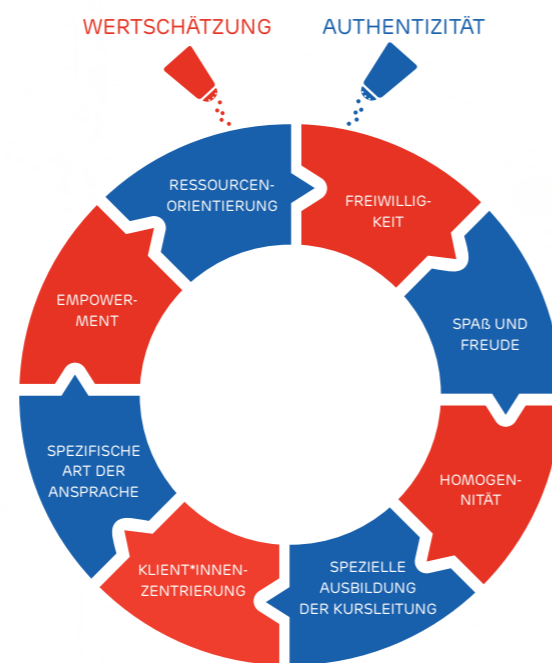 WERTSCHÄTZUNG
AUTHENTIZITÄT
RESSOURCEN-
ORIENTIERUNG
FREIWILLIG-
KEIT
SPAß UND
FREUDE
HOMOGEN-
NITÄT
SPEZIELLE
AUSBILDUNG
DER KURSLEITUNG
KLIENT*INNEN-
ZENTRIERUNG
SPEZIFISCHE
ART DER
ANSPRACHE
EMPOWER-
MENT